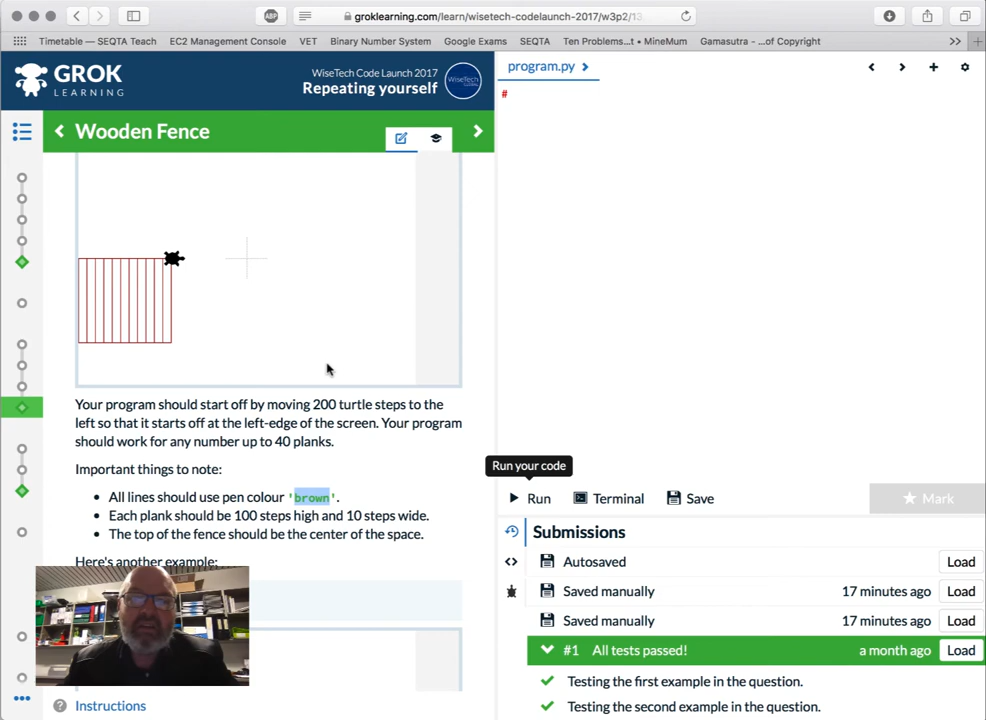 ABP
groklearning.com/learn/wisetech-codelaunch-2017/w3p2/13
Timetable — SEQTA Teach EC2 Management Console VET Binary Number System Google Exams SEQTA Ten Problems...t • MineMum Gamasutra - ...of Copyright >>
GROK
LEARNING
WiseTech Code Launch 2017
Repeating yourself
WiseTech
GLOBAL
program.py
#
Wooden Fence
Your program should start off by moving 200 turtle steps to the
left so that it starts off at the left-edge of the screen. Your program
should work for any number up to 40 planks.
Important things to note:
• All lines should use pen colour 'brown'.
• Each plank should be 100 steps high and 10 steps wide.
• The top of the fence should be the center of the space.
Here's another example:
? Instructions
Run your code
Run Terminal Save Mark
Submissions
Autosaved Load
Saved manually 17 minutes ago Load
Saved manually 17 minutes ago Load
#1 All tests passed! a month ago Load
Testing the first example in the question.
Testing the second example in the question.